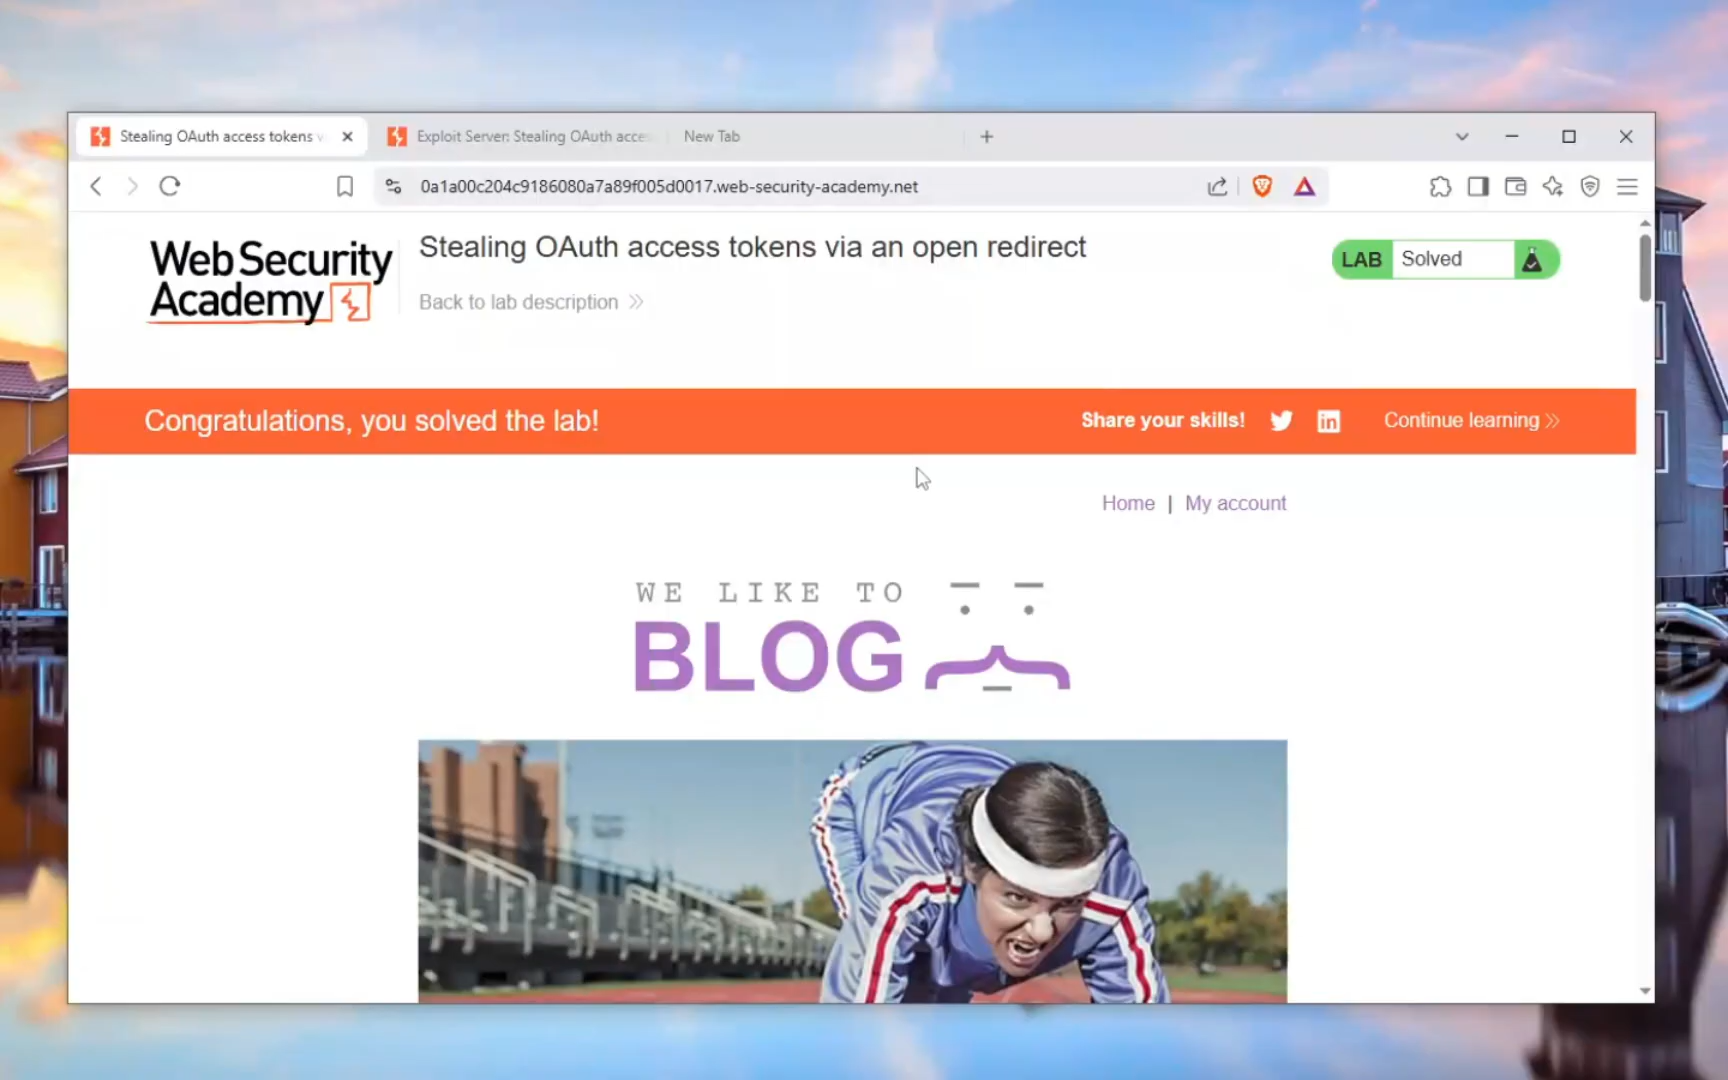 Stealing OAuth access tokens v
Exploit Server: Stealing OAuth acces
New Tab
0a1a00c204c9186080a7a89f005d0017.web-security-academy.net
Web Security
Academy
Stealing OAuth access tokens via an open redirect
Back to lab description
LAB Solved
Congratulations, you solved the lab!
Share your skills!
Continue learning
Home | My account
WE LIKE TO
BLOG